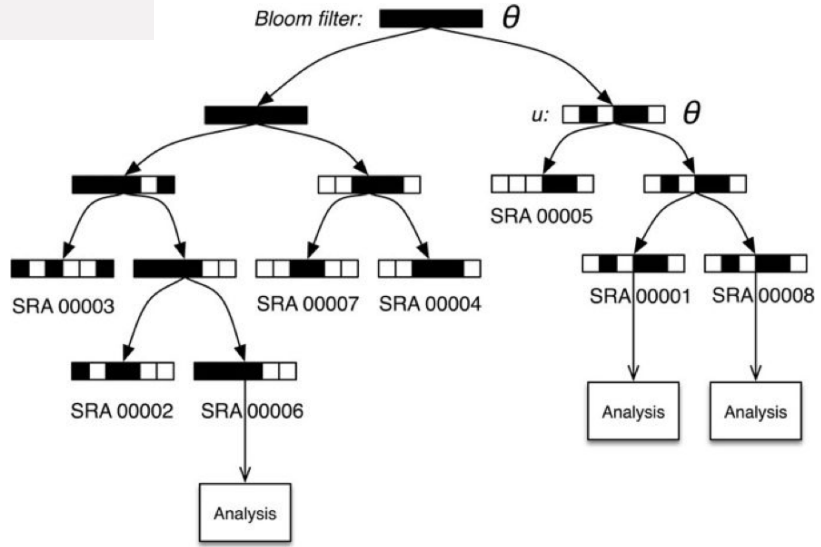 Bloom filter: θ
u: θ
SRA 00005
SRA 00003
SRA 00007
SRA 00004
SRA 00001
SRA 00008
SRA 00002
SRA 00006
Analysis
Analysis
Analysis